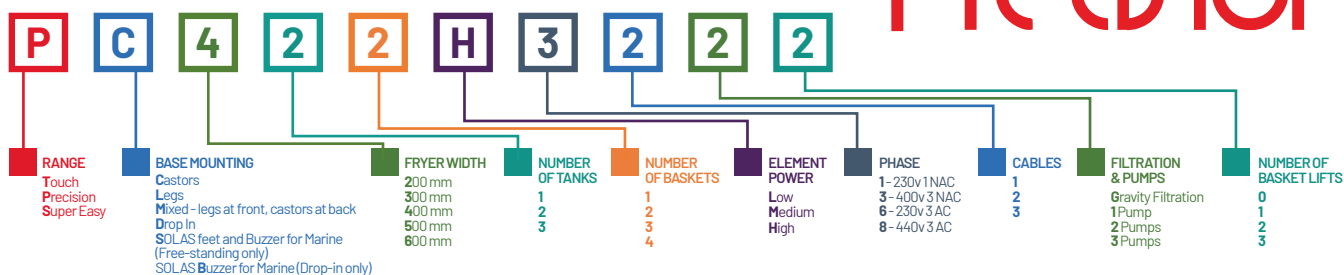 P C 4 2 2 H 3 2 2 2
RANGE
Touch
Precision
Super Easy
BASE MOUNTING
Castors
Legs
Mixed - legs at front, castors at back
Drop In
SOLAS feet and Buzzer for Marine
(Free-standing only)
SOLAS Buzzer for Marine (Drop-in only)
FRYER WIDTH
200 mm
300 mm
400 mm
500 mm
600 mm
NUMBER
OF TANKS
1
2
3
NUMBER
OF BASKETS
1
2
3
4
ELEMENT
POWER
Low
Medium
High
PHASE
1 - 230v 1 NAC
3 - 400v 3 NAC
6 - 230v 3 AC
8 - 440v 3 AC
CABLES
1
2
3
FILTRATION
& PUMPS
Gravity Filtration
1 Pump
2 Pumps
3 Pumps
NUMBER OF
BASKET LIFTS
0
1
2
3